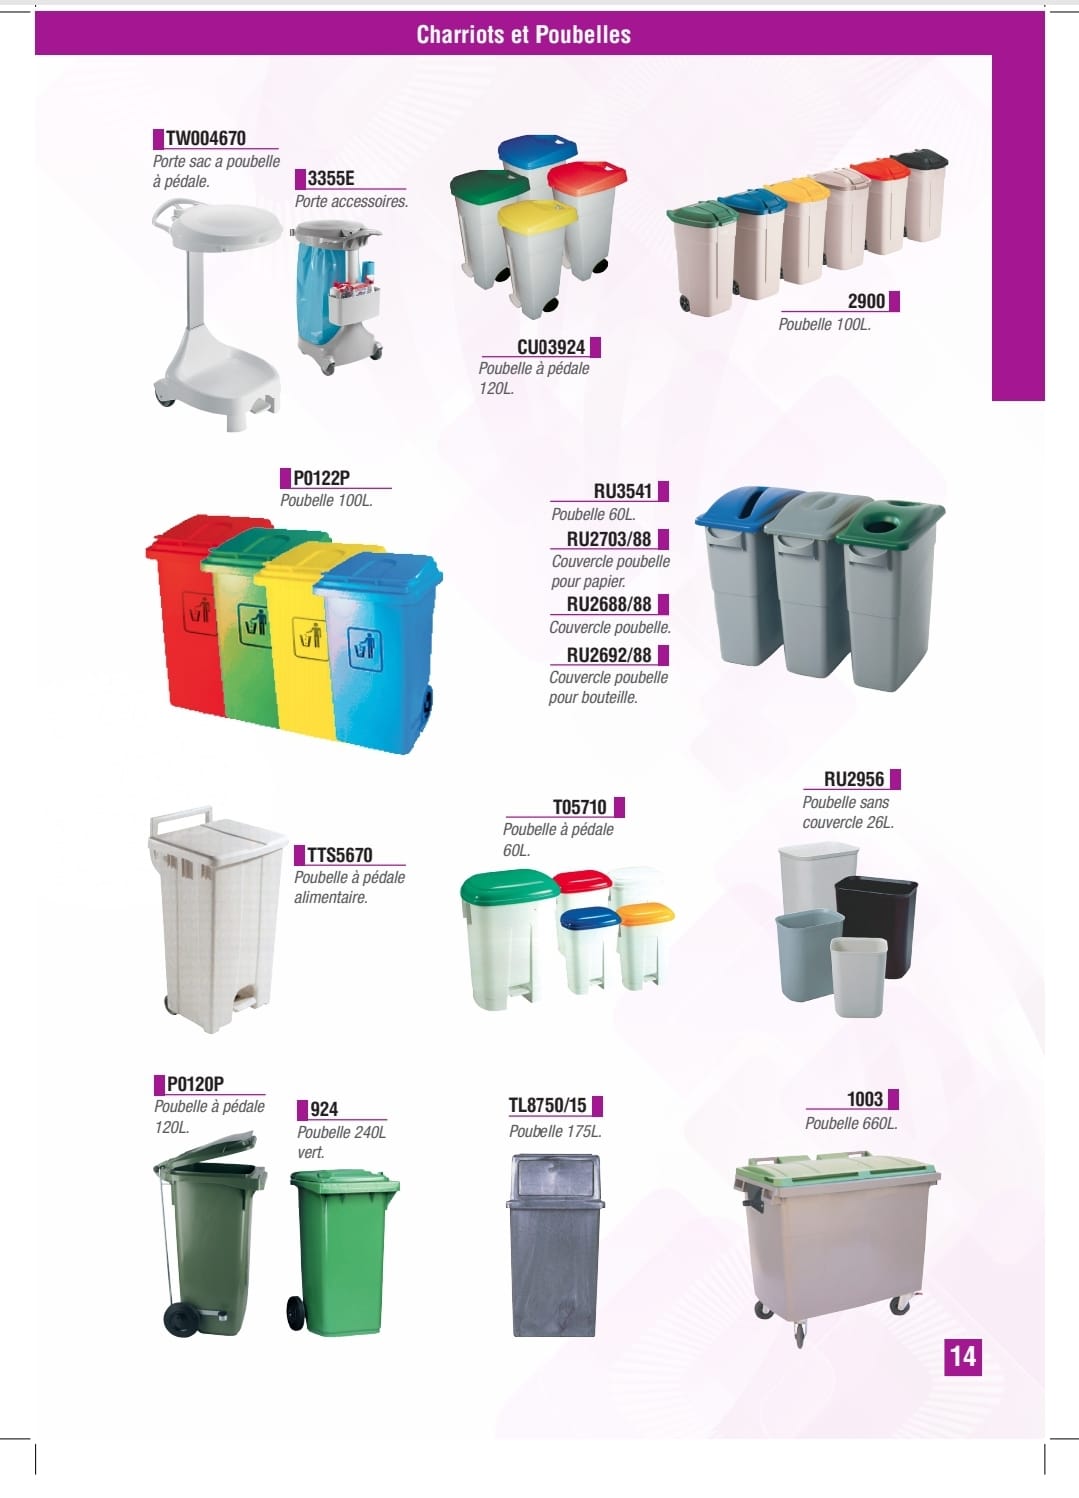 Charriots et Poubelles
TW004670
Porte sac a poubelle
à pédale.
3355E
Porte accessoires.
CU03924
Poubelle à pédale
120L.
2900
Poubelle 100L.
P0122P
Poubelle 100L.
RU3541
Poubelle 60L.
RU2703/88
Couvercle poubelle
pour papier.
RU2688/88
Couvercle poubelle.
RU2692/88
Couvercle poubelle
pour bouteille.
TTS5670
Poubelle à pédale
alimentaire.
T05710
Poubelle à pédale
60L.
RU2956
Poubelle sans
couvercle 26L.
P0120P
Poubelle à pédale
120L.
924
Poubelle 240L
vert.
TL8750/15
Poubelle 175L.
1003
Poubelle 660L.
14